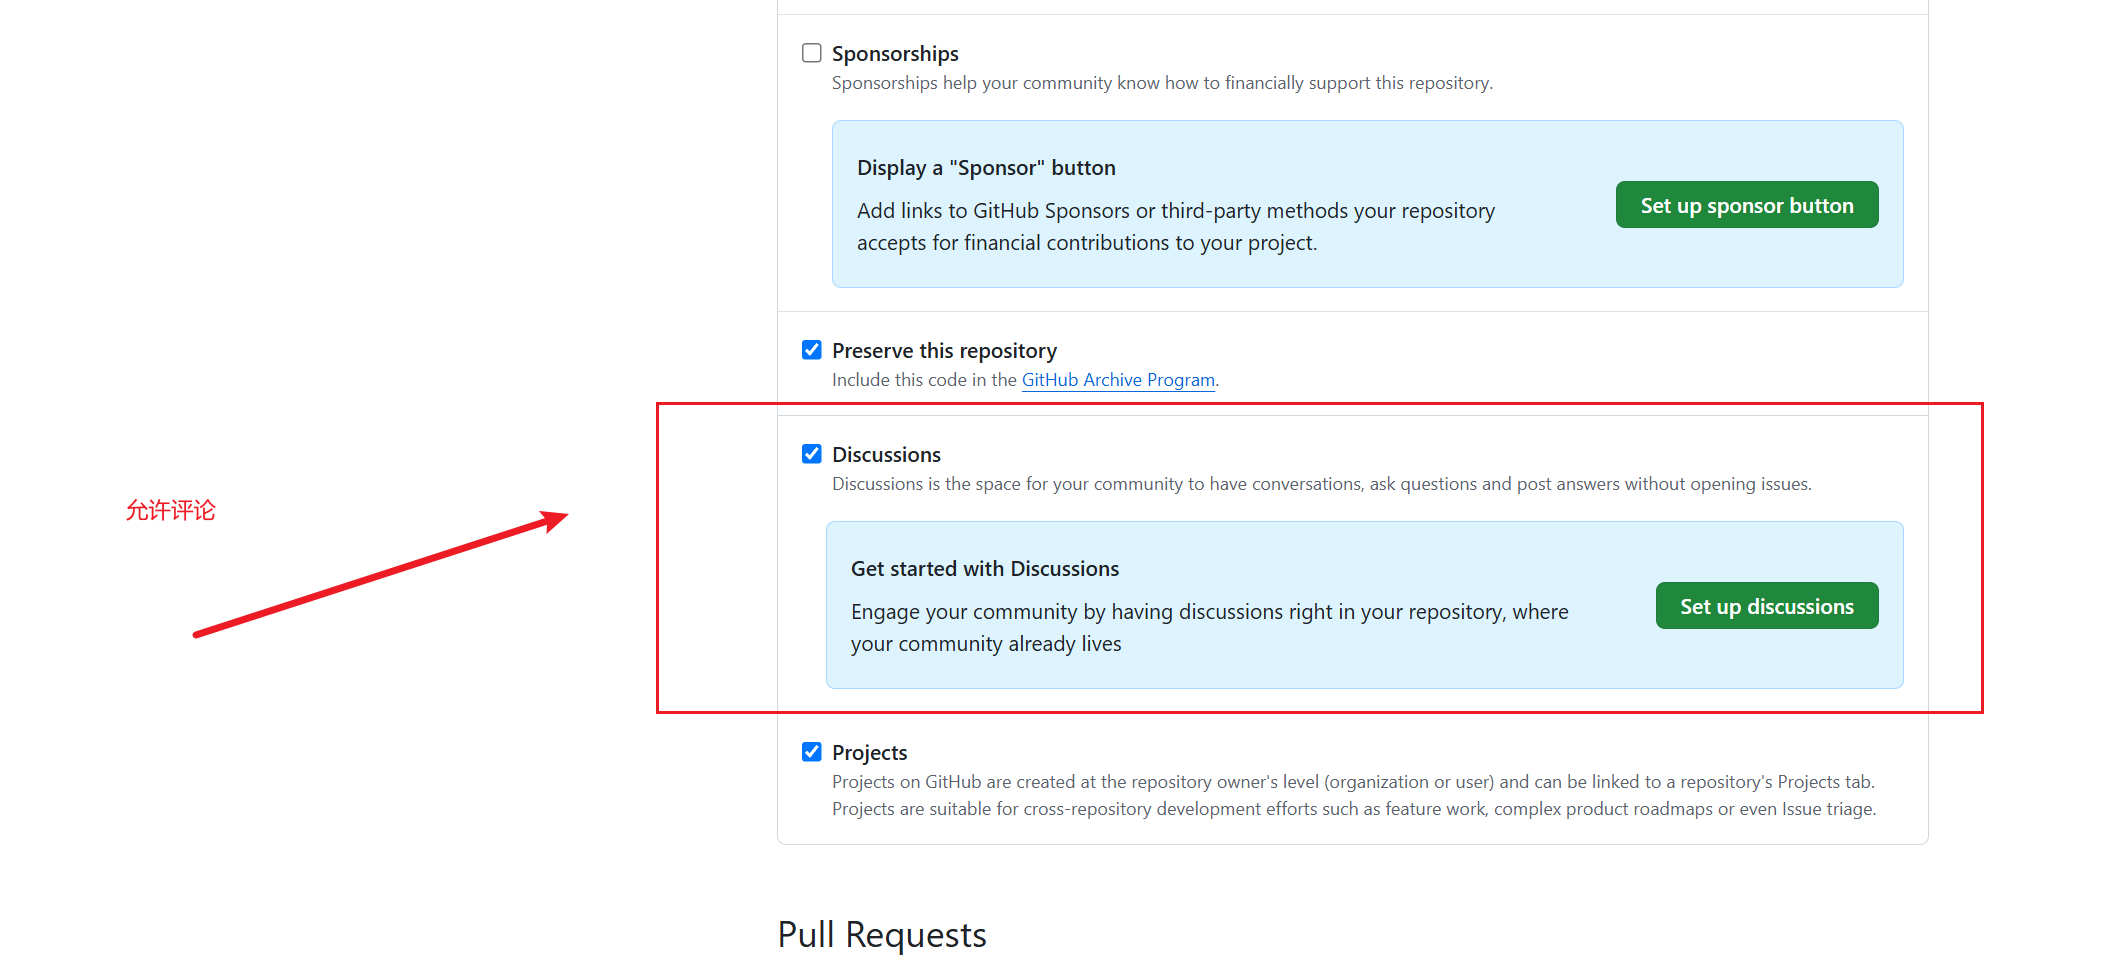 Sponsorships
Sponsorships help your community know how to financially support this repository.
Display a "Sponsor" button
Add links to GitHub Sponsors or third-party methods your repository
accepts for financial contributions to your project.
Set up sponsor button
Preserve this repository
Include this code in the GitHub Archive Program.
Discussions
Discussions is the space for your community to have conversations, ask questions and post answers without opening issues.
允许评论
Get started with Discussions
Engage your community by having discussions right in your repository, where
your community already lives
Set up discussions
Projects
Projects on GitHub are created at the repository owner's level (organization or user) and can be linked to a repository's Projects tab.
Projects are suitable for cross-repository development efforts such as feature work, complex product roadmaps or even Issue triage.
Pull Requests